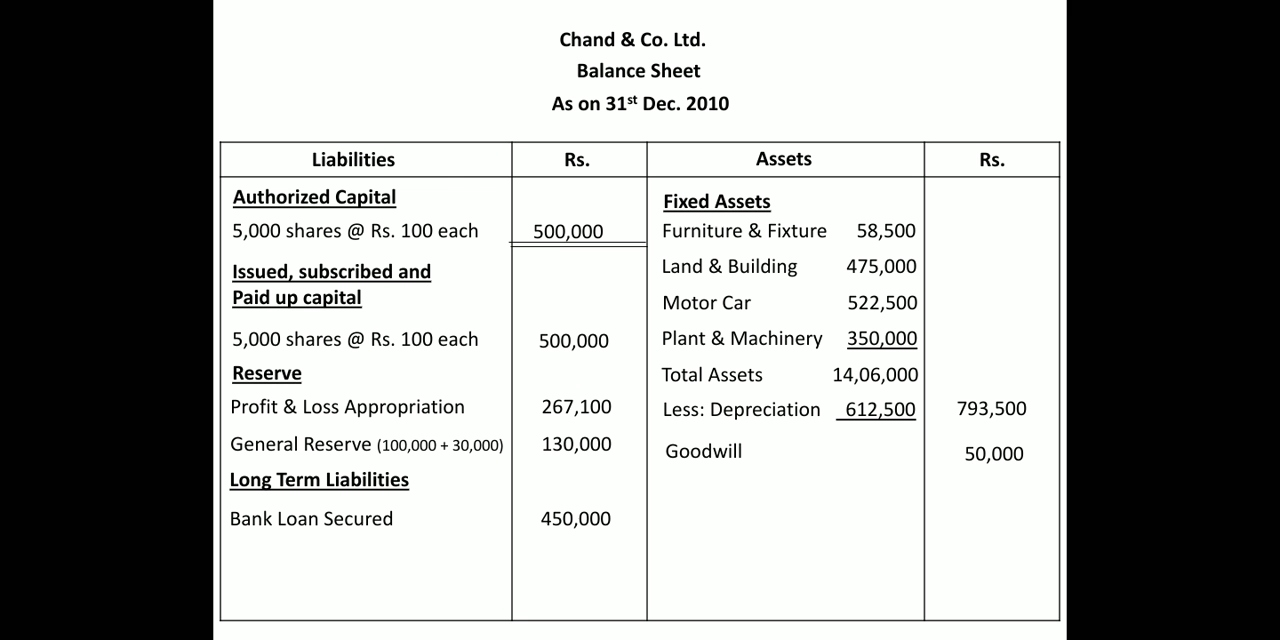 Chand & Co. Ltd.
Balance Sheet
As on 31st Dec. 2010
Liabilities Rs. Assets Rs.
Authorized Capital
5,000 shares @ Rs. 100 each 500,000
Issued, subscribed and
Paid up capital
5,000 shares @ Rs. 100 each 500,000
Reserve
Profit & Loss Appropriation 267,100
General Reserve (100,000 + 30,000) 130,000
Long Term Liabilities
Bank Loan Secured 450,000
Fixed Assets
Furniture & Fixture 58,500
Land & Building 475,000
Motor Car 522,500
Plant & Machinery 350,000
Total Assets 14,06,000
Less: Depreciation 612,500 793,500
Goodwill 50,000